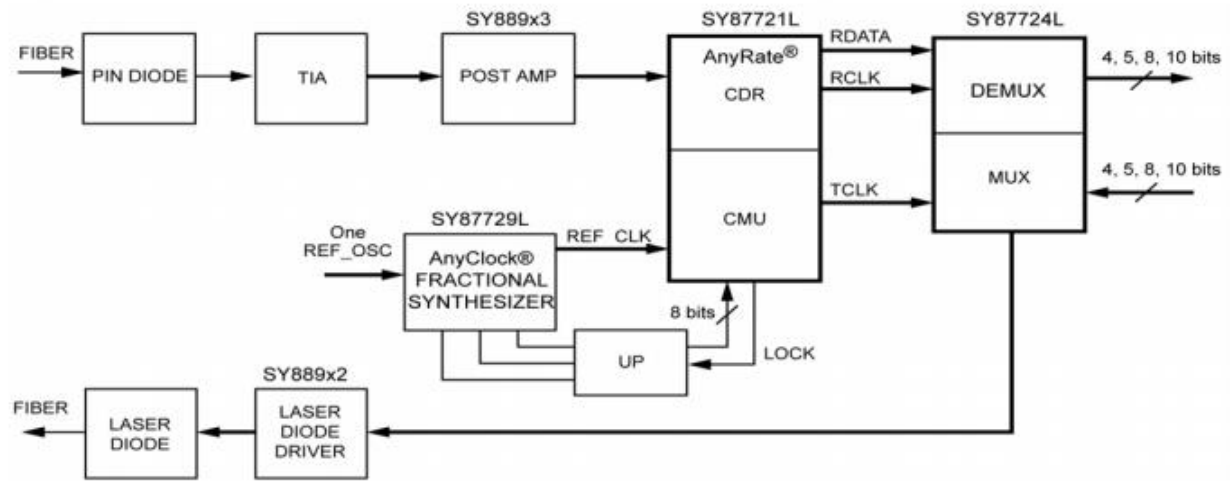 SY889x3
SY87721L
SY87724L
FIBER
PIN DIODE
TIA
POST AMP
AnyRate®
CDR
RDATA
RCLK
DEMUX
4, 5, 8, 10 bits
CMU
TCLK
MUX
4, 5, 8, 10 bits
SY87729L
One
REF_OSC
AnyClock®
FRACTIONAL
SYNTHESIZER
REF_CLK
8 bits
UP
LOCK
SY889x2
FIBER
LASER
DIODE
LASER
DIODE
DRIVER